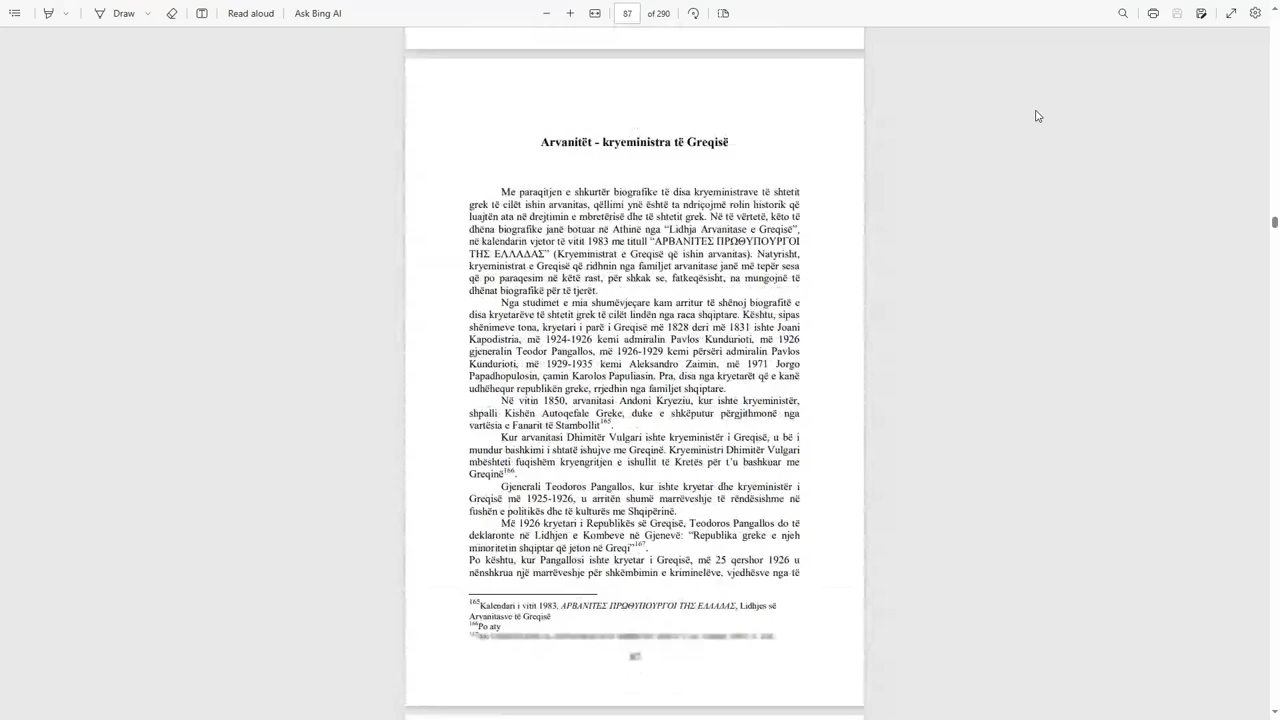 Draw
Read aloud
Ask Bing AI
87
of 290
Arvanitët - kryeministra të Greqisë
Me paraqitjen e shkurtër biografike të disa kryeministrave të shtetit
grek të cilët ishin arvanitas, qëllimi ynë është ta ndriçojmë rolin historik që
luajtën ata në drejtimin e mbretërisë dhe të shtetit grek. Në të vërtetë, këto të
dhëna biografike janë botuar në Athinë nga “Lidhja Arvanitase e Greqisë”,
në kalendarin vjetor të vitit 1983 me titull “ΑΡΒΑΝΙΤΕΣ ΠΡΩΘΥΠΟΥΡΓΟΙ
ΤΗΣ ΕΛΛΑΔΑΣ” (Kryeministrat e Greqisë që ishin arvanitas). Natyrisht,
kryeministrat e Greqisë që ridhnin nga familjet arvanitase janë më tepër sesa
që po paraqesim në këtë rast, për shkak se, fatkeqësisht, na mungojnë të
dhënat biografikë për të tjerët.
Nga studimet e mia shumëvjeçare kam arritur të shënoj biografitë e
disa kryetarëve të shtetit grek të cilët lindën nga raca shqiptare. Kështu, sipas
shënimeve tona, kryetari i parë i Greqisë më 1828 deri më 1831 ishte Joani
Kapodistria, më 1924-1926 kemi admiralin Pavlos Kundurioti, më 1926
gjeneralin Teodor Pangallos, më 1926-1929 kemi përsëri admiralin Pavlos
Kundurioti, më 1929-1935 kemi Aleksandro Zaimin, më 1971 Jorgo
Papadhopulosin, çamin Karolos Papuliasin. Pra, disa nga kryetarët që e kanë
udhëhequr republikën greke, rrjedhin nga familjet shqiptare.
Në vitin 1850, arvanitasi Andoni Kryeziu, kur ishte kryeministër,
shpalli Kishën Autoqefale Greke, duke e shkëputur përgjithmonë nga
vartësia e Fanarit të Stambollit165.
Kur arvanitasi Dhimitër Vulgari ishte kryeministër i Greqisë, u bë i
mundur bashkimi i shtatë ishujve me Greqinë. Kryeministri Dhimitër Vulgari
mbështeti fuqishëm kryengritjen e ishullit të Kretës për t’u bashkuar me
Greqinë166.
Gjenerali Teodoros Pangallos, kur ishte kryetar dhe kryeministër i
Greqisë më 1925-1926, u arritën shumë marrëveshje të rëndësishme në
fushën e politikës dhe të kulturës me Shqipërinë.
Më 1926 kryetari i Republikës së Greqisë, Teodoros Pangallos do të
deklaronte në Lidhjen e Kombeve në Gjenevë: “Republika greke e njeh
minoritetin shqiptar që jeton në Greqi”167.
Po kështu, kur Pangallosi ishte kryetar i Greqisë, më 25 qershor 1926 u
nënshkrua një marrëveshje për shkëmbimin e kriminelëve, vjedhësve nga të
165Kalendari i vitit 1983, ΑΡΒΑΝΙΤΕΣ ΠΡΩΘΥΠΟΥΡΓΟΙ ΤΗΣ ΕΛΛΑΔΑΣ, Lidhjes së
Arvanitasve të Greqisë
166Po aty